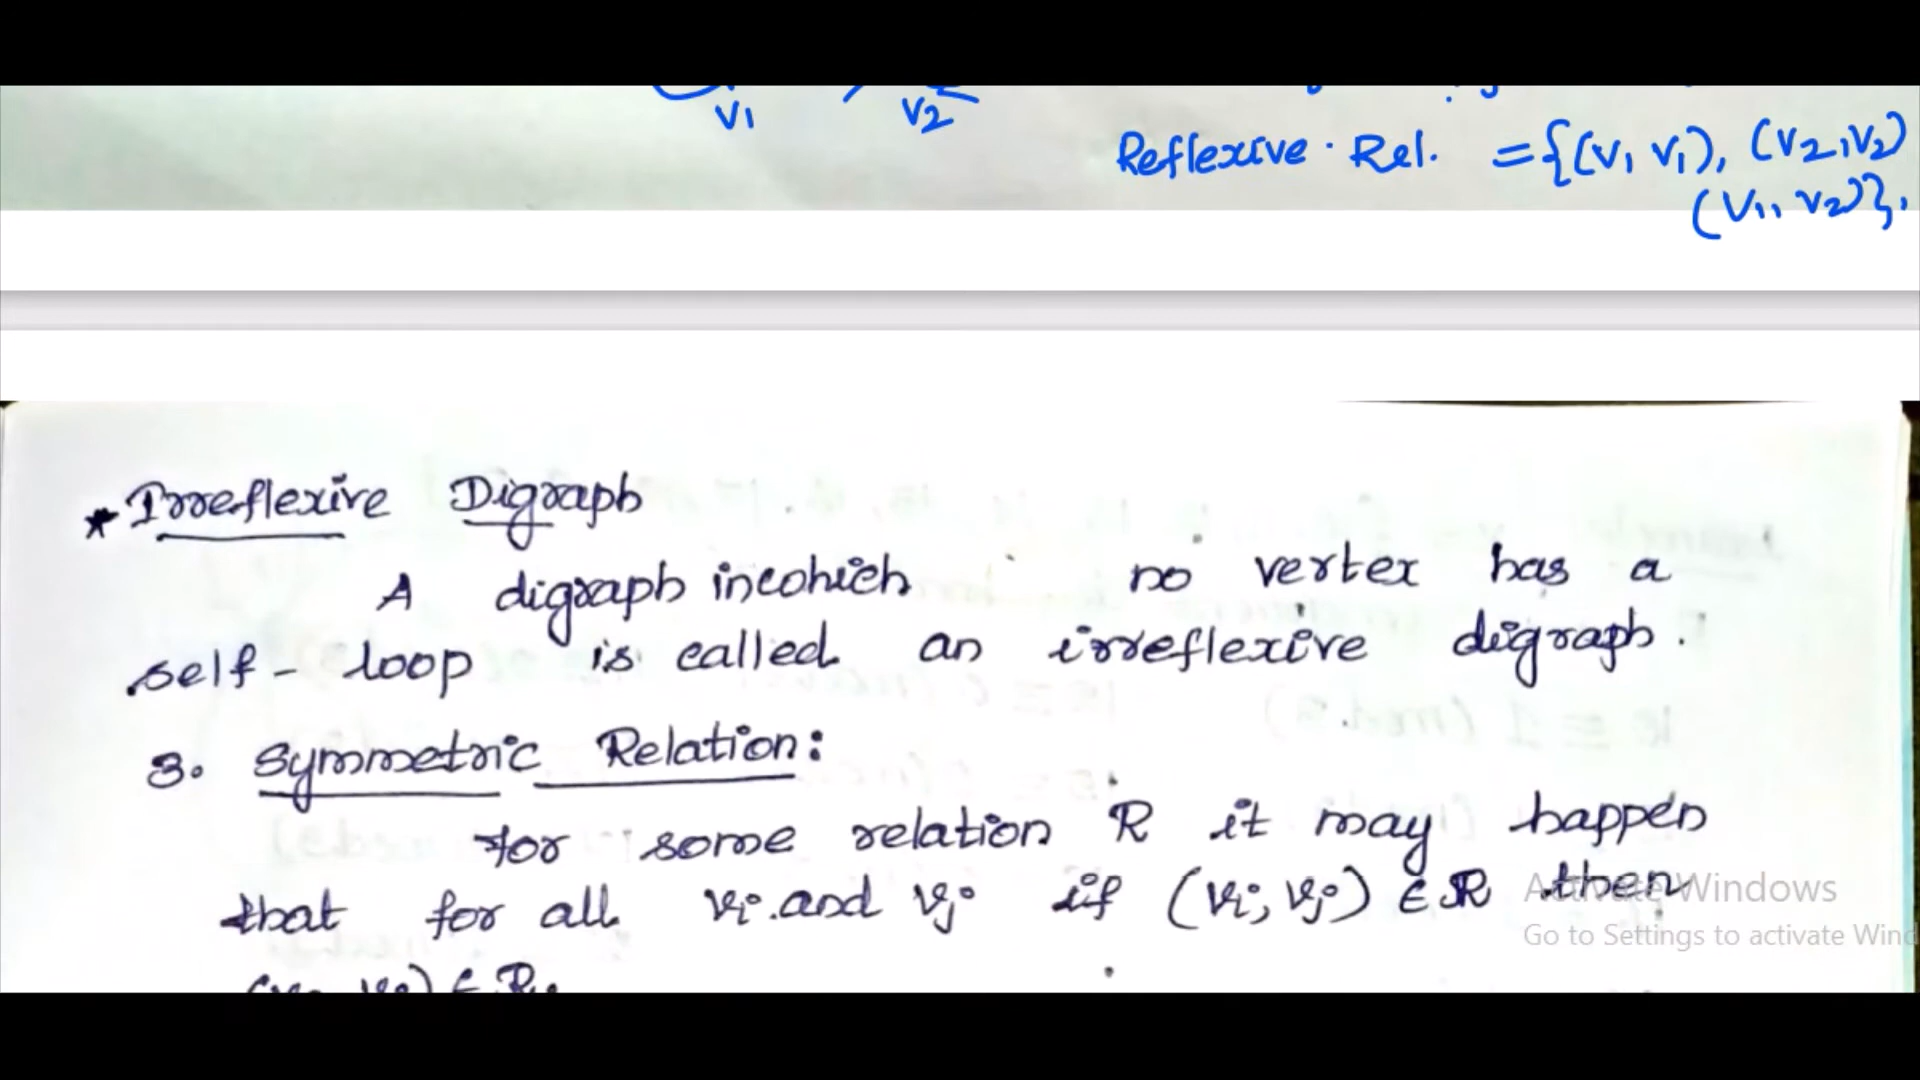 V1 V2
Reflexive. Rel. = {(V1 V1), (V2, V2)
(V1, V2)}.
* Irreflexive Digraph
A digraph in which no vertex has a
self-loop is called an irreflexive digraph.
3. Symmetric Relation:
for some relation R it may happen
that for all vi and vj if (vi, vj) ∈ R then
Activate Windows
Go to Settings to activate Wind